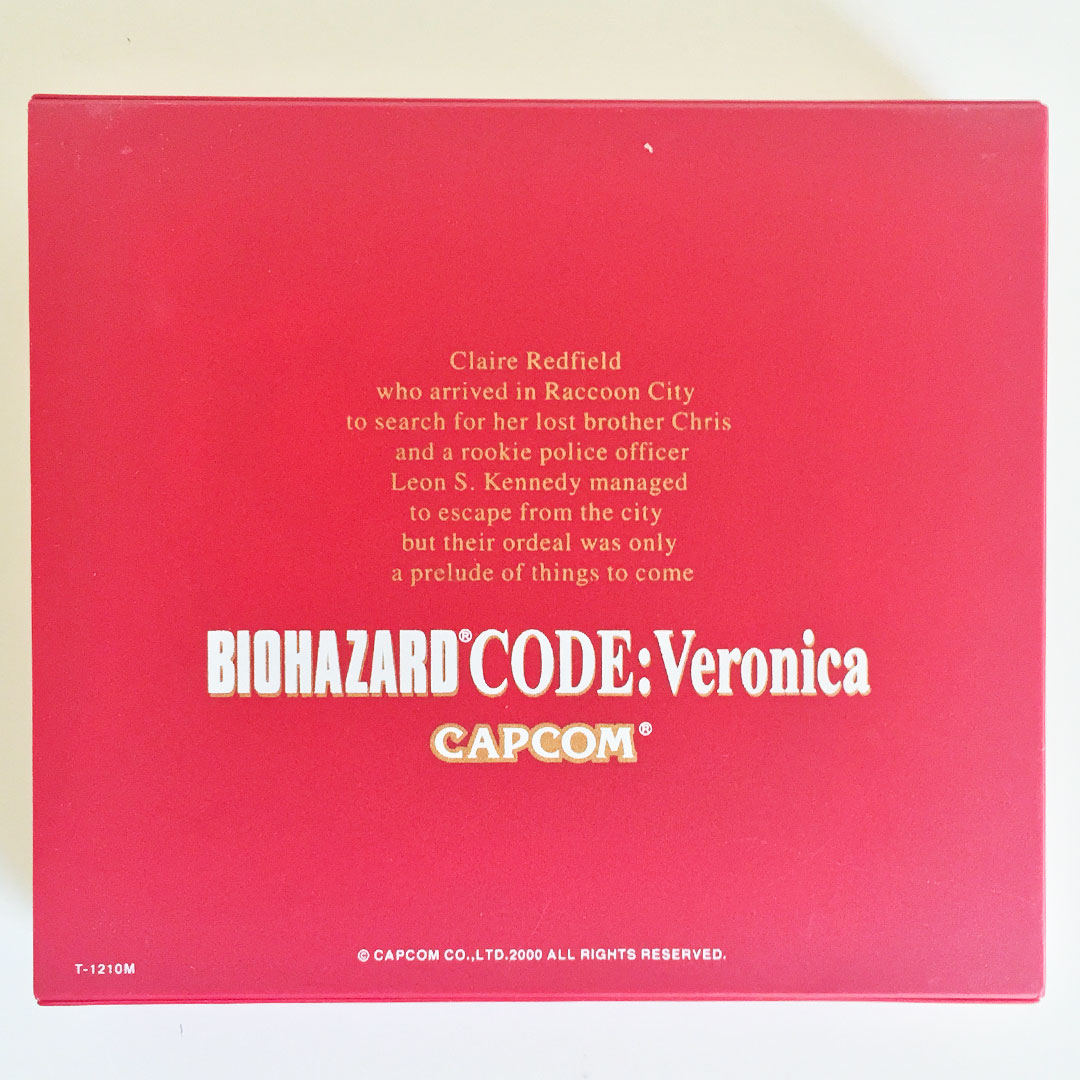 Claire Redfield
who arrived in Raccoon City
to search for her lost brother Chris
and a rookie police officer
Leon S. Kennedy managed
to escape from the city
but their ordeal was only
a prelude of things to come
BIOHAZARD® CODE:Veronica
CAPCOM®
© CAPCOM CO.,LTD.2000 ALL RIGHTS RESERVED.
T-1210M